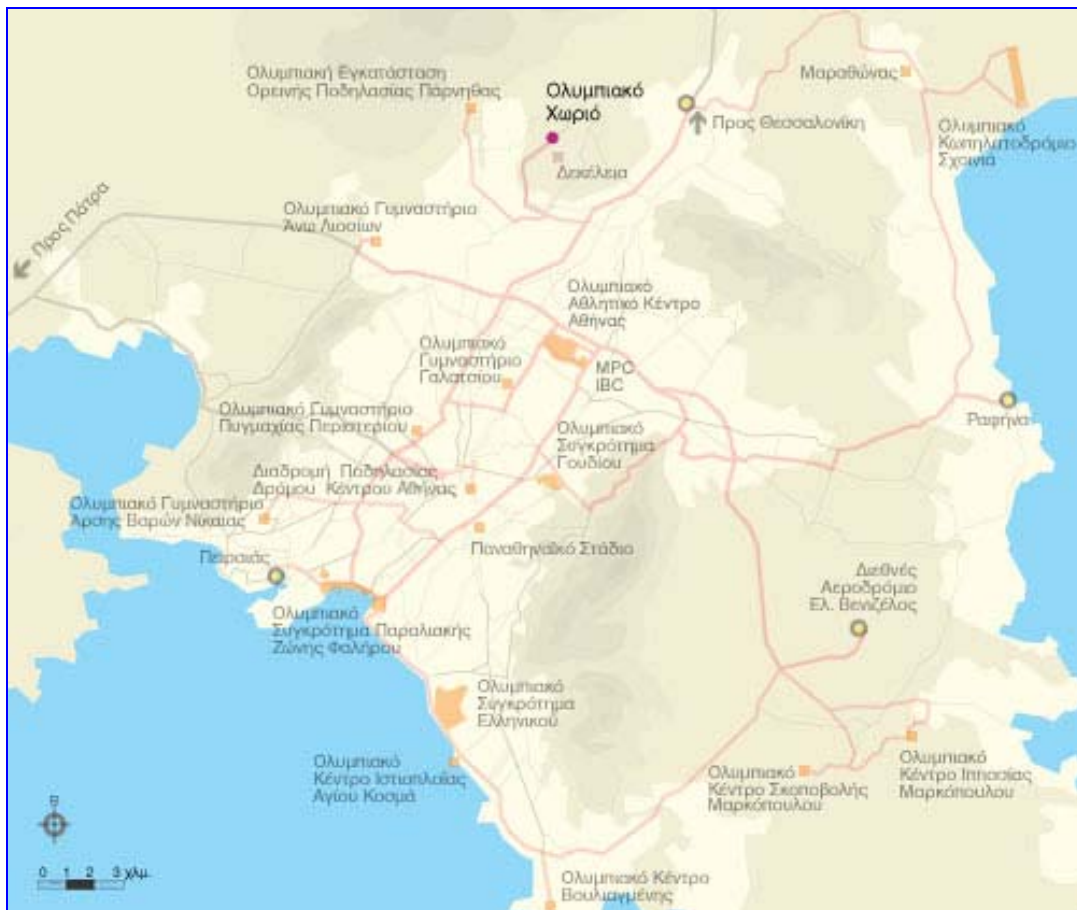 Ολυμπιακή Εγκατάσταση
Ορεινής Ποδηλασίας Πάρνηθας
Ολυμπιακό
Χωριό
Δεκέλεια
Προς Θεσσαλονίκη
Μαραθώνας
Ολυμπιακό
Κωπηλατοδρόμιο
Σχοινιά
Προς Πάτρα
Ολυμπιακό Γυμναστήριο
Άνω Λιοσίων
Ολυμπιακό
Αθλητικό Κέντρο
Αθήνας
Ολυμπιακό
Γυμναστήριο
Γαλατσίου
MPC
IBC
Ραφήνα
Ολυμπιακό Γυμναστήριο
Πυγμαχίας Περιστερίου
Ολυμπιακό
Συγκρότημα
Γουδίου
Διαδρομή Ποδηλασίας
Δρόμου Κέντρου Αθήνας
Ολυμπιακό Γυμναστήριο
Άρσης Βαρών Νίκαιας
Παναθηναϊκό Στάδιο
Πειραιάς
Διεθνές
Αεροδρόμιο
Ελ. Βενιζέλος
Ολυμπιακό
Συγκρότημα Παραλιακής
Ζώνης Φαλήρου
Ολυμπιακό
Συγκρότημα
Ελληνικού
Ολυμπιακό
Κέντρο Ιστιοπλοΐας
Αγίου Κοσμά
Ολυμπιακό
Κέντρο Σκοποβολής
Μαρκόπουλου
Ολυμπιακό
Κέντρο Ιππασίας
Μαρκόπουλου
0 1 2 3 χλμ.
Ολυμπιακό Κέντρο
Βουλιαγμένης